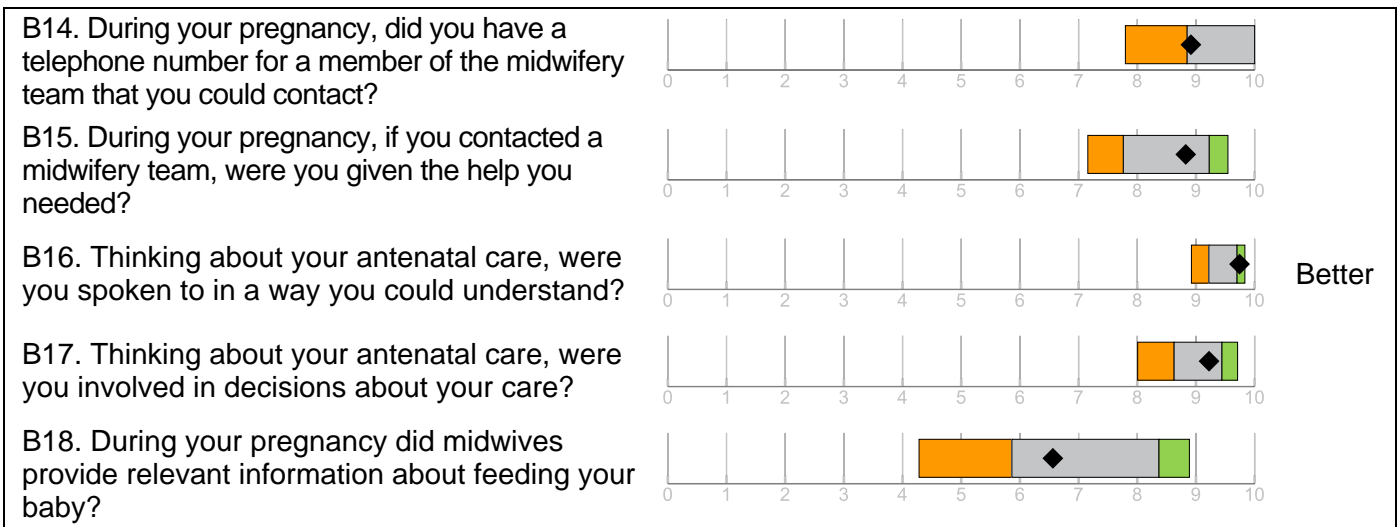 B14. During your pregnancy, did you have a
telephone number for a member of the midwifery
team that you could contact?
0 1 2 3 4 5 6 7 8 9 10
B15. During your pregnancy, if you contacted a
midwifery team, were you given the help you
needed?
0 1 2 3 4 5 6 7 8 9 10
B16. Thinking about your antenatal care, were
you spoken to in a way you could understand?
0 1 2 3 4 5 6 7 8 9 10
Better
B17. Thinking about your antenatal care, were
you involved in decisions about your care?
0 1 2 3 4 5 6 7 8 9 10
B18. During your pregnancy did midwives
provide relevant information about feeding your
baby?
0 1 2 3 4 5 6 7 8 9 10